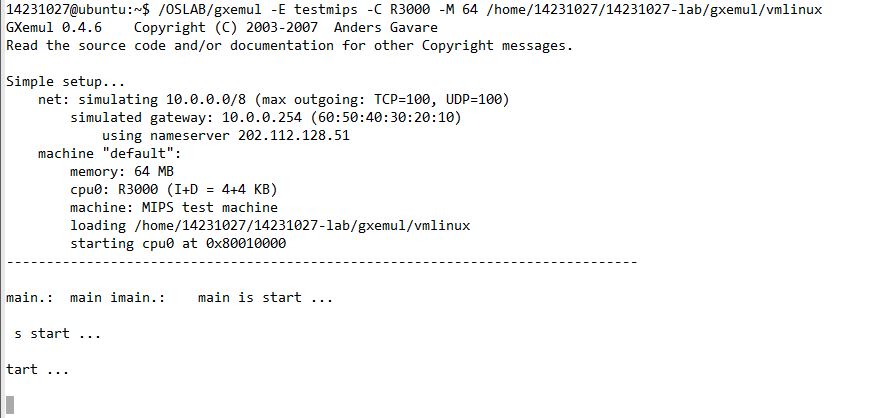 14231027@ubuntu:~$ /OSLAB/gxemul -E testmips -C R3000 -M 64 /home/14231027/14231027-lab/gxemul/vmlinux
GXemul 0.4.6    Copyright (C) 2003-2007  Anders Gavare
Read the source code and/or documentation for other Copyright messages.
Simple setup...
    net: simulating 10.0.0.0/8 (max outgoing: TCP=100, UDP=100)
        simulated gateway: 10.0.0.254 (60:50:40:30:20:10)
            using nameserver 202.112.128.51
    machine "default":
        memory: 64 MB
        cpu0: R3000 (I+D = 4+4 KB)
        machine: MIPS test machine
        loading /home/14231027/14231027-lab/gxemul/vmlinux
        starting cpu0 at 0x80010000
-------------------------------------------------------------------------------
main.:  main imain.:    main is start ...
 s start ...
tart ...